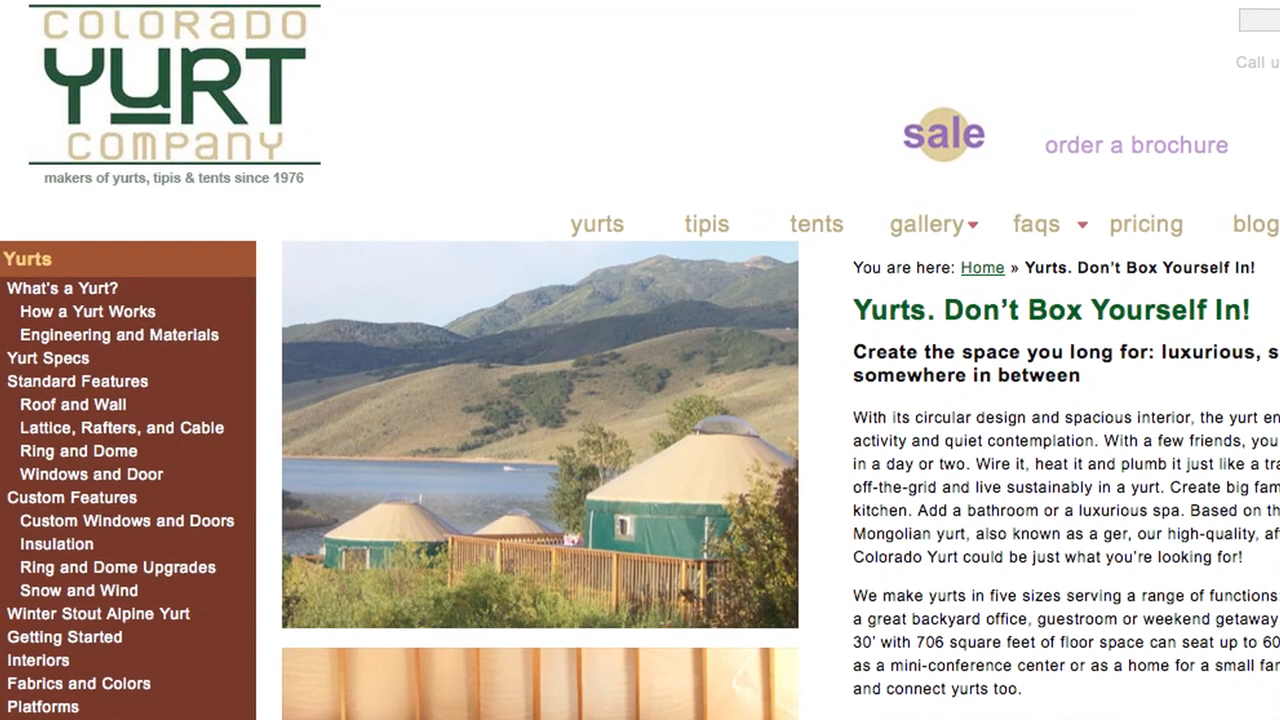 COLORADO
YURT
COMPANY
makers of yurts, tipis & tents since 1976
Call u
sale
order a brochure
yurts tipis tents gallery faqs pricing blog
Yurts
What's a Yurt?
How a Yurt Works
Engineering and Materials
Yurt Specs
Standard Features
Roof and Wall
Lattice, Rafters, and Cable
Ring and Dome
Windows and Door
Custom Features
Custom Windows and Doors
Insulation
Ring and Dome Upgrades
Snow and Wind
Winter Stout Alpine Yurt
Getting Started
Interiors
Fabrics and Colors
Platforms
You are here: Home » Yurts. Don't Box Yourself In!
Yurts. Don't Box Yourself In!
Create the space you long for: luxurious, s
somewhere in between
With its circular design and spacious interior, the yurt en
activity and quiet contemplation. With a few friends, you
in a day or two. Wire it, heat it and plumb it just like a tra
off-the-grid and live sustainably in a yurt. Create big fam
kitchen. Add a bathroom or a luxurious spa. Based on th
Mongolian yurt, also known as a ger, our high-quality, af
Colorado Yurt could be just what you're looking for!
We make yurts in five sizes serving a range of functions
a great backyard office, guestroom or weekend getaway
30' with 706 square feet of floor space can seat up to 60
as a mini-conference center or as a home for a small fam
and connect yurts too.